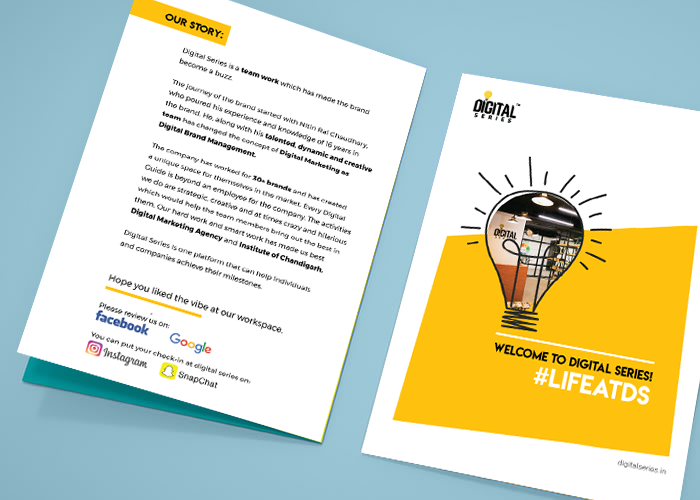 OUR STORY:
Digital Series is a team work which has made the brand
become a buzz.
The journey of the brand started with Nitin Rai Chaudhary,
who poured his experience and knowledge of 16 years in
the brand. He, along with his talented, dynamic and creative
team has changed the concept of Digital Marketing as
Digital Brand Management.
The company has worked for 30+ brands and has created
a unique space for themselves in the market. Every Digital
Guide is beyond an employee for the company. The activities
we do are strategic, creative and at times crazy and hilarious
which would help the team members bring out the best in
them. Our hard work and smart work has made us best
Digital Marketing Agency and Institute of Chandigarh.
Digital Series is one platform that can help individuals
and companies achieve their milestones.
Hope you liked the vibe at our workspace.
Please review us on:
facebook
Google
You can put your check-in at digital series on:
Instagram
SnapChat
DIGITAL™
SERIES
DIGITAL
WELCOME TO DIGITAL SERIES!
#LIFEATDS
digitalseries.in